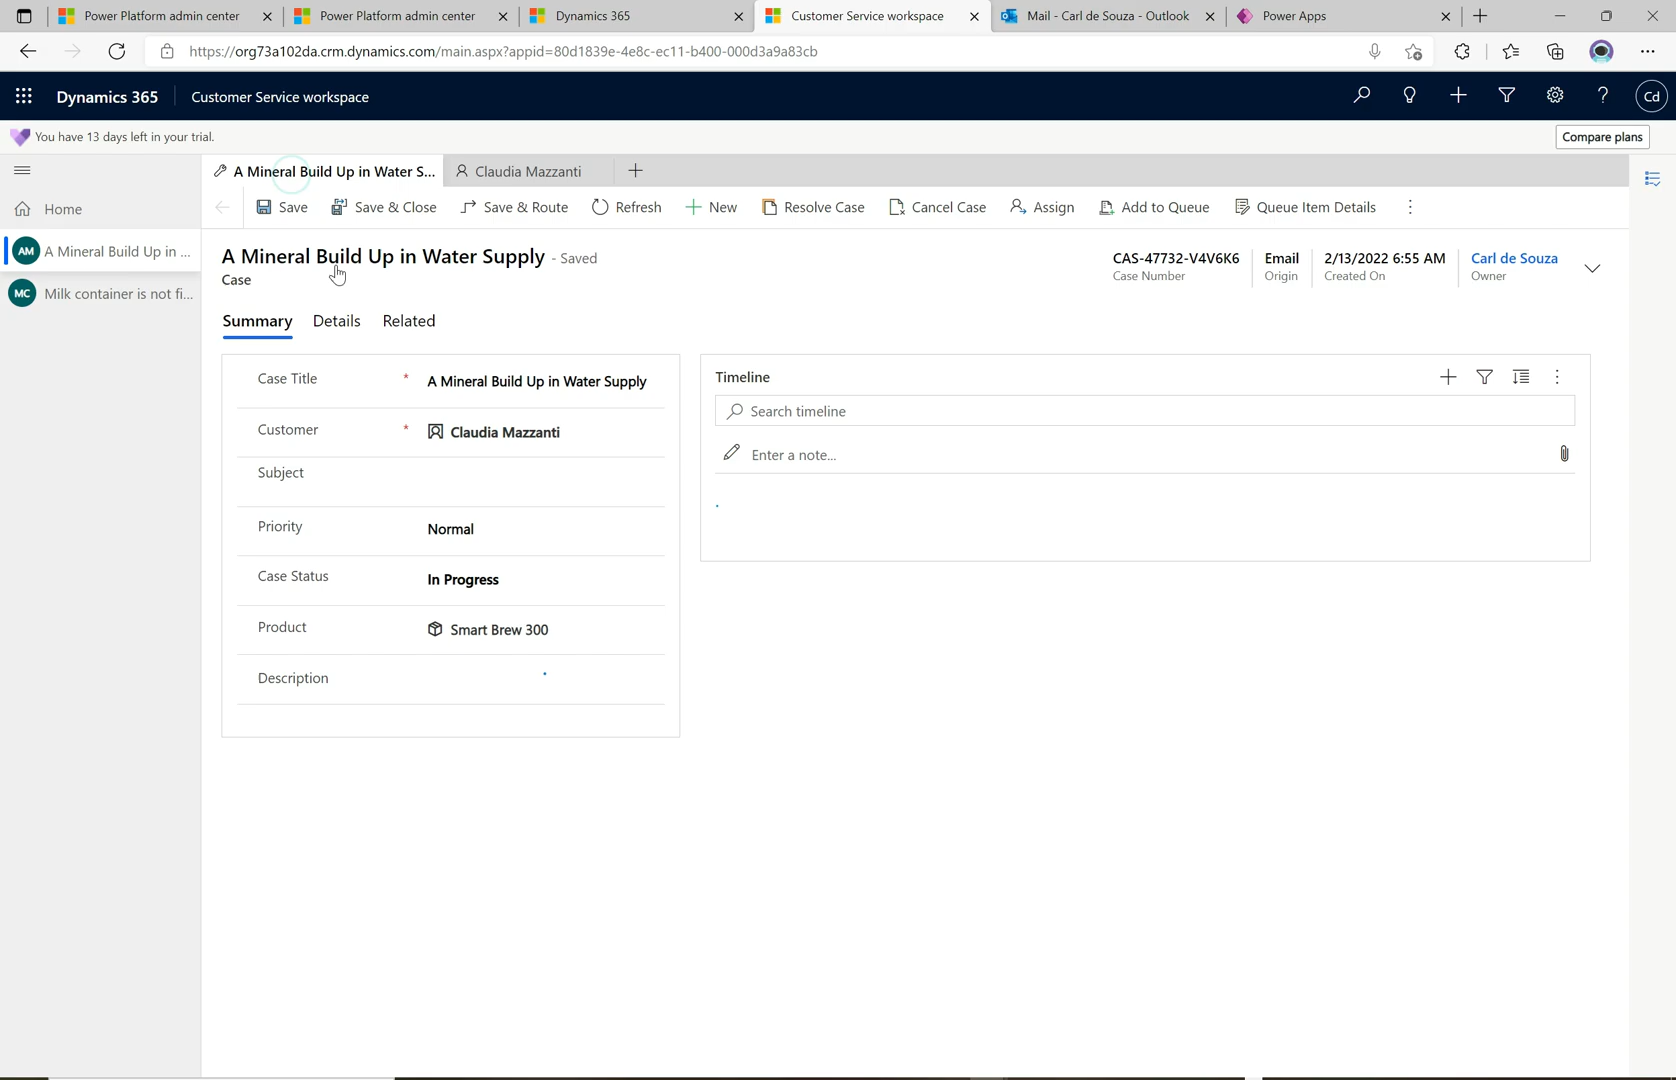 Power Platform admin center
Power Platform admin center
Dynamics 365
Customer Service workspace
Mail - Carl de Souza - Outlook
Power Apps
https://org73a102da.crm.dynamics.com/main.aspx?appid=80d1839e-4e8c-ec11-b400-000d3a9a83cb
Dynamics 365
Customer Service workspace
Cd
You have 13 days left in your trial.
Compare plans
A Mineral Build Up in Water S...
Claudia Mazzanti
Home
Save
Save & Close
Save & Route
Refresh
New
Resolve Case
Cancel Case
Assign
Add to Queue
Queue Item Details
AM A Mineral Build Up in ...
MC Milk container is not fi...
A Mineral Build Up in Water Supply - Saved
Case
CAS-47732-V4V6K6
Case Number
Email
Origin
2/13/2022 6:55 AM
Created On
Carl de Souza
Owner
Summary
Details
Related
Case Title * A Mineral Build Up in Water Supply
Customer * Claudia Mazzanti
Subject
Priority Normal
Case Status In Progress
Product Smart Brew 300
Description
Timeline
Search timeline
Enter a note...